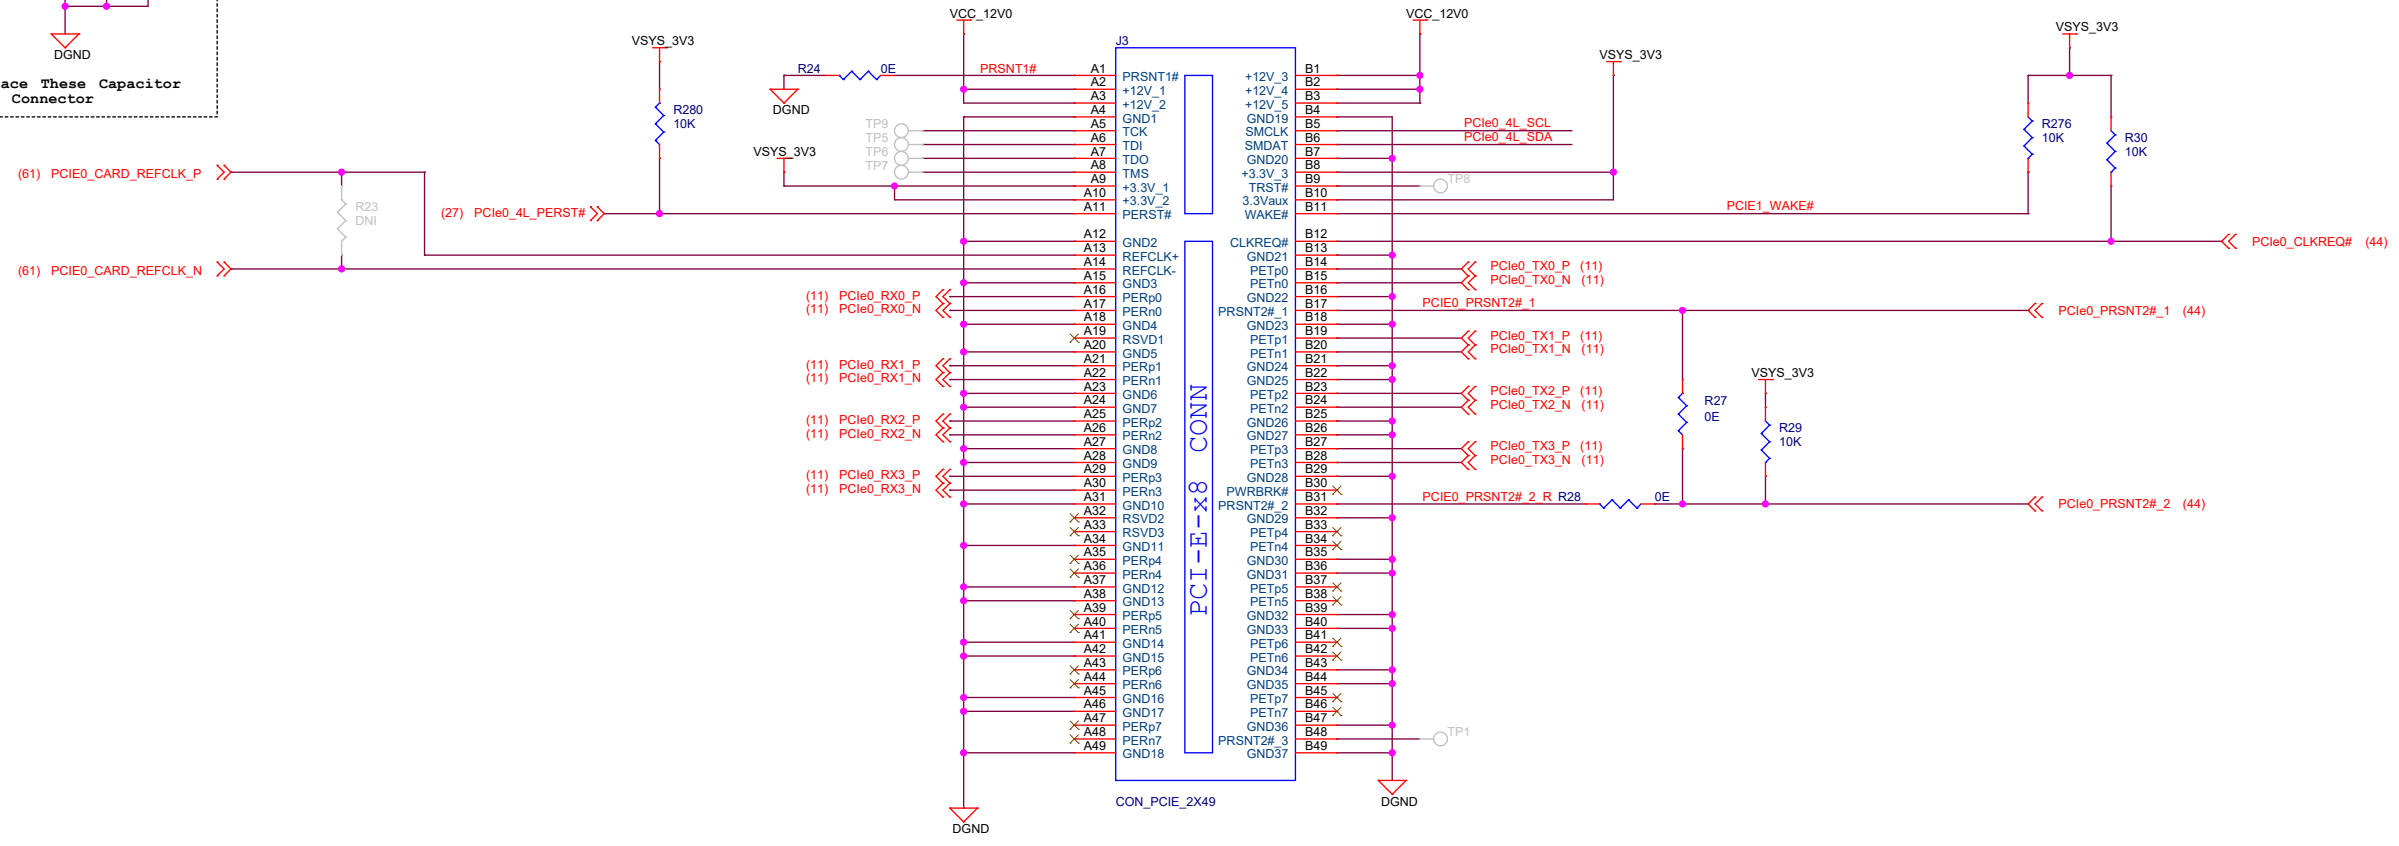 DGND
ace These Capacitor
Connector
(61) PCIE0_CARD_REFCLK_P
(61) PCIE0_CARD_REFCLK_N
R23
DNI
VSYS_3V3
R280
10K
(27) PCIe0_4L_PERST#
R24 0E PRSNT1#
DGND
VSYS_3V3
TP9
TP5
TP6
TP7
VCC_12V0
(11) PCIe0_RX0_P
(11) PCIe0_RX0_N
(11) PCIe0_RX1_P
(11) PCIe0_RX1_N
(11) PCIe0_RX2_P
(11) PCIe0_RX2_N
(11) PCIe0_RX3_P
(11) PCIe0_RX3_N
DGND
J3
A1 PRSNT1# +12V_3 B1
A2 +12V_1 +12V_4 B2
A3 +12V_2 +12V_5 B3
A4 GND1 GND19 B4
A5 TCK SMCLK B5
A6 TDI SMDAT B6
A7 TDO GND20 B7
A8 TMS +3.3V_3 B8
A9 +3.3V_1 TRST# B9
A10 +3.3V_2 3.3Vaux B10
A11 PERST# WAKE# B11
A12 GND2 CLKREQ# B12
A13 REFCLK+ GND21 B13
A14 REFCLK- PETp0 B14
A15 GND3 PETn0 B15
A16 PERp0 GND22 B16
A17 PERn0 PRSNT2#_1 B17
A18 GND4 GND23 B18
A19 RSVD1 PETp1 B19
A20 GND5 PETn1 B20
A21 PERp1 GND24 B21
A22 PERn1 GND25 B22
A23 GND6 PETp2 B23
A24 GND7 PETn2 B24
A25 PERp2 GND26 B25
A26 PERn2 GND27 B26
A27 GND8 PETp3 B27
A28 GND9 PETn3 B28
A29 PERp3 GND28 B29
A30 PERn3 PWRBRK# B30
A31 GND10 PRSNT2#_2 B31
A32 RSVD2 GND29 B32
A33 RSVD3 PETp4 B33
A34 GND11 PETn4 B34
A35 PERp4 GND30 B35
A36 PERn4 GND31 B36
A37 GND12 PETp5 B37
A38 GND13 PETn5 B38
A39 PERp5 GND32 B39
A40 PERn5 GND33 B40
A41 GND14 PETp6 B41
A42 GND15 PETn6 B42
A43 PERp6 GND34 B43
A44 PERn6 GND35 B44
A45 GND16 PETp7 B45
A46 GND17 PETn7 B46
A47 PERp7 GND36 B47
A48 PERn7 PRSNT2#_3 B48
A49 GND18 GND37 B49
PCI-E-X8 CONN
CON_PCIE_2X49
VCC_12V0
VSYS_3V3
PCIe0_4L_SCL
PCIe0_4L_SDA
TP8
PCIE1_WAKE#
VSYS_3V3
R276
10K
R30
10K
PCIe0_CLKREQ# (44)
PCIe0_TX0_P (11)
PCIe0_TX0_N (11)
PCIE0_PRSNT2#_1
PCIe0_PRSNT2#_1 (44)
PCIe0_TX1_P (11)
PCIe0_TX1_N (11)
PCIe0_TX2_P (11)
PCIe0_TX2_N (11)
PCIe0_TX3_P (11)
PCIe0_TX3_N (11)
R27
0E
VSYS_3V3
R29
10K
PCIE0_PRSNT2#_2_R R28 0E
PCIe0_PRSNT2#_2 (44)
TP1
DGND